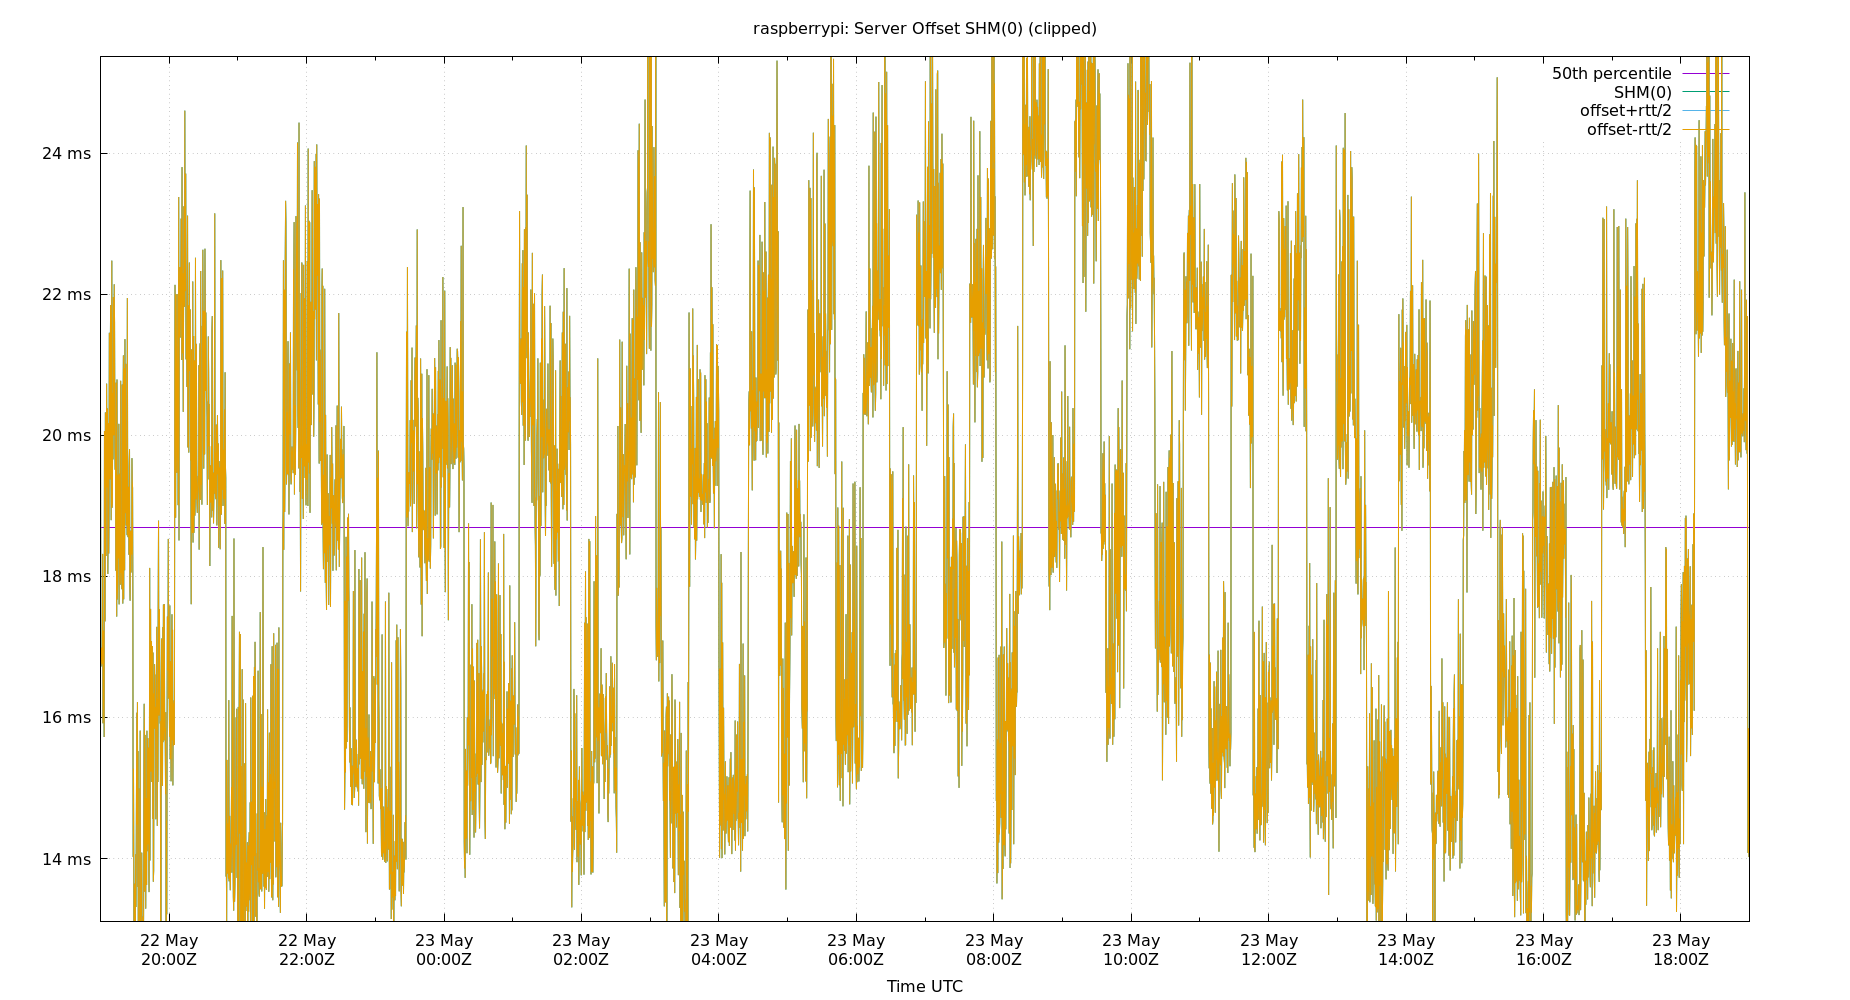 raspberrypi: Server Offset SHM(0) (clipped)
50th percentile
SHM(0)
offset+rtt/2
offset-rtt/2
24 ms
22 ms
20 ms
18 ms
16 ms
14 ms
22 May 22 May 23 May 23 May 23 May 23 May 23 May 23 May 23 May 23 May 23 May 23 May
20:00Z 22:00Z 00:00Z 02:00Z 04:00Z 06:00Z 08:00Z 10:00Z 12:00Z 14:00Z 16:00Z 18:00Z
Time UTC